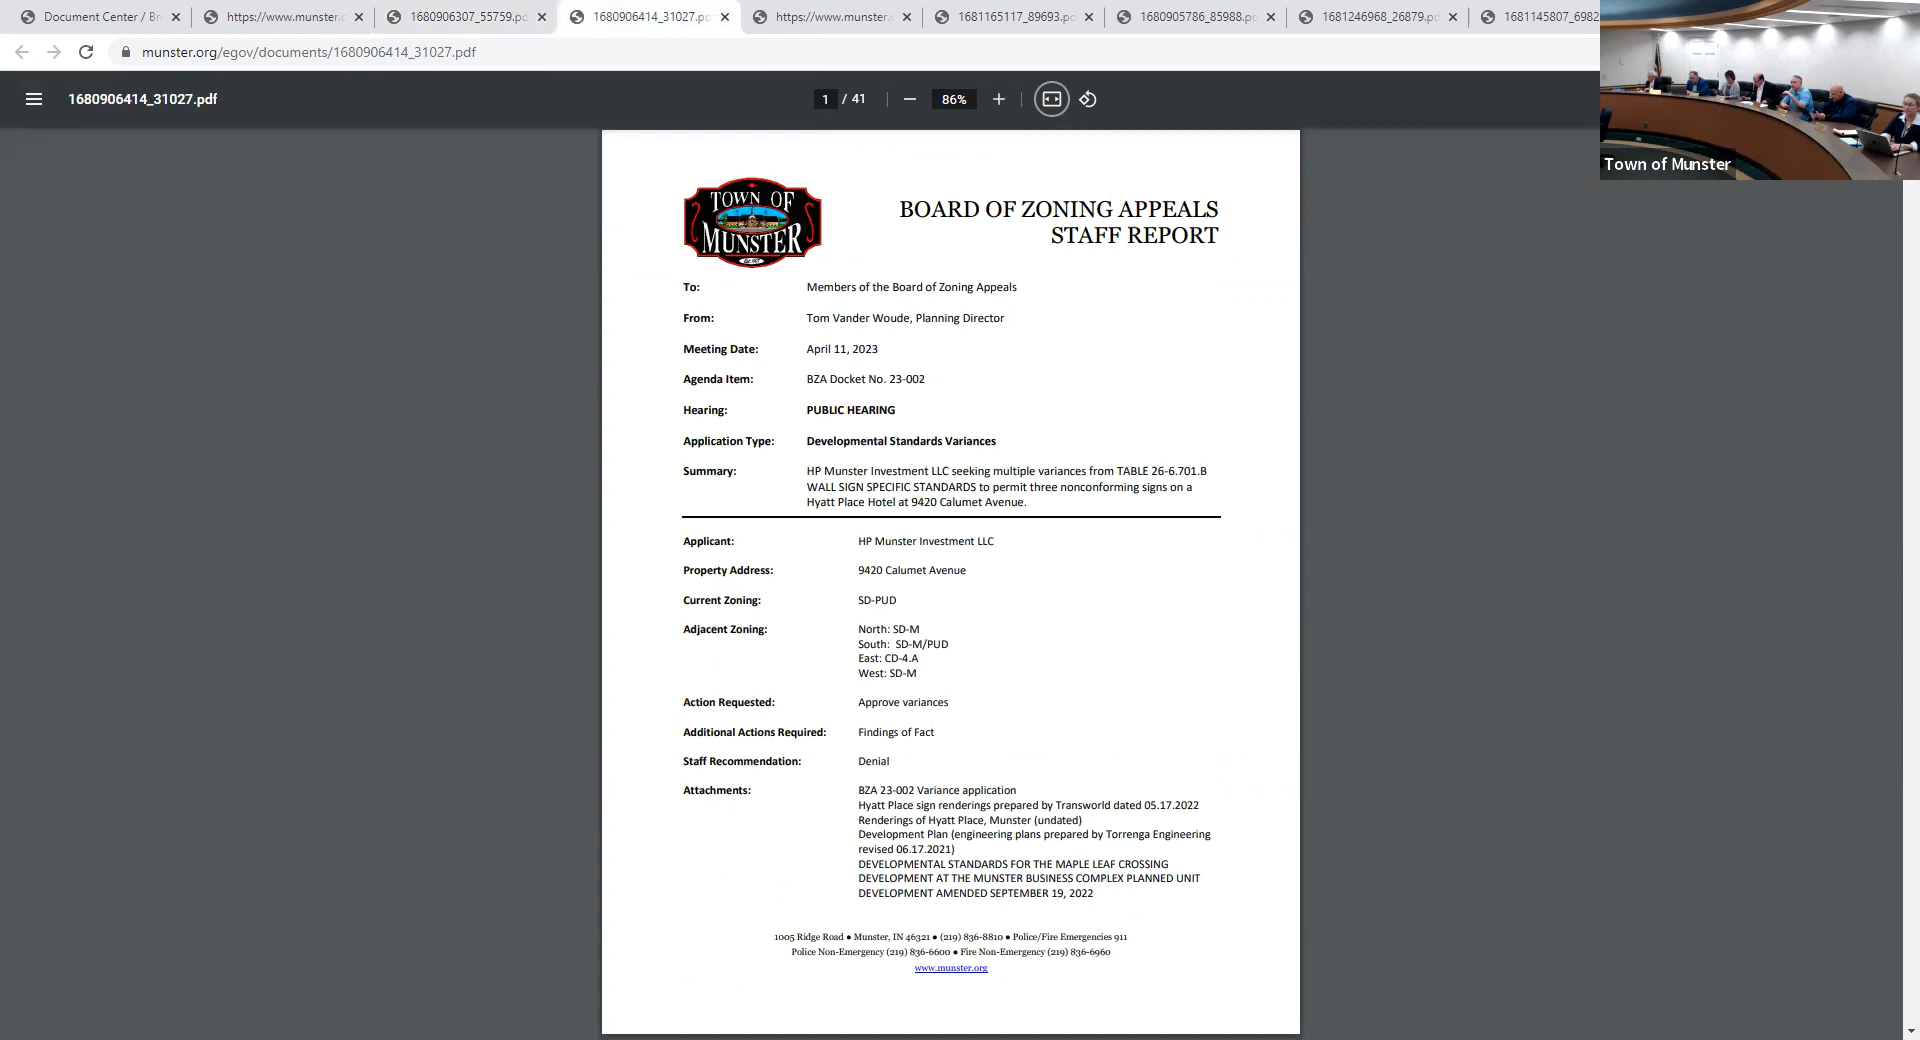 Document Center / Br
https://www.munster.
1680906307_55759.pd
1680906414_31027.pd
https://www.munster.
1681165117_89693.pd
1680905786_85988.pd
1681246968_26879.pd
1681145807_6982
munster.org/egov/documents/1680906414_31027.pdf
1680906414_31027.pdf
1 / 41
86%
Town of Munster
TOWN OF
MUNSTER
BOARD OF ZONING APPEALS
STAFF REPORT
To: Members of the Board of Zoning Appeals
From: Tom Vander Woude, Planning Director
Meeting Date: April 11, 2023
Agenda Item: BZA Docket No. 23-002
Hearing: PUBLIC HEARING
Application Type: Developmental Standards Variances
Summary: HP Munster Investment LLC seeking multiple variances from TABLE 26-6.701.B
WALL SIGN SPECIFIC STANDARDS to permit three nonconforming signs on a
Hyatt Place Hotel at 9420 Calumet Avenue.
Applicant: HP Munster Investment LLC
Property Address: 9420 Calumet Avenue
Current Zoning: SD-PUD
Adjacent Zoning: North: SD-M
South: SD-M/PUD
East: CD-4.A
West: SD-M
Action Requested: Approve variances
Additional Actions Required: Findings of Fact
Staff Recommendation: Denial
Attachments: BZA 23-002 Variance application
Hyatt Place sign renderings prepared by Transworld dated 05.17.2022
Renderings of Hyatt Place, Munster (undated)
Development Plan (engineering plans prepared by Torrenga Engineering
revised 06.17.2021)
DEVELOPMENTAL STANDARDS FOR THE MAPLE LEAF CROSSING
DEVELOPMENT AT THE MUNSTER BUSINESS COMPLEX PLANNED UNIT
DEVELOPMENT AMENDED SEPTEMBER 19, 2022
1005 Ridge Road ● Munster, IN 46321 ● (219) 836-8810 ● Police/Fire Emergencies 911
Police Non-Emergency (219) 836-6600 ● Fire Non-Emergency (219) 836-6960
www.munster.org